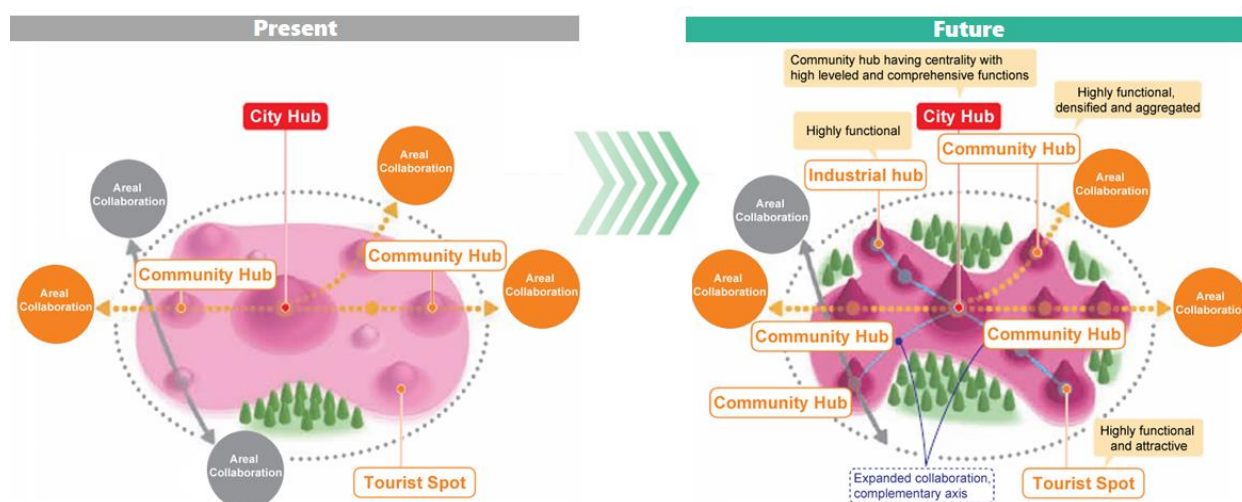 Present
City Hub
Areal
Collaboration
Areal
Collaboration
Community Hub
Community Hub
Areal
Collaboration
Areal
Collaboration
Areal
Collaboration
Tourist Spot
Future
Community hub having centrality with
high leveled and comprehensive functions
Highly functional,
densified and aggregated
Highly functional
City Hub
Community Hub
Industrial hub
Areal
Collaboration
Areal
Collaboration
Areal
Collaboration
Areal
Collaboration
Community Hub
Community Hub
Community Hub
Highly functional
and attractive
Expanded collaboration,
complementary axis
Tourist Spot